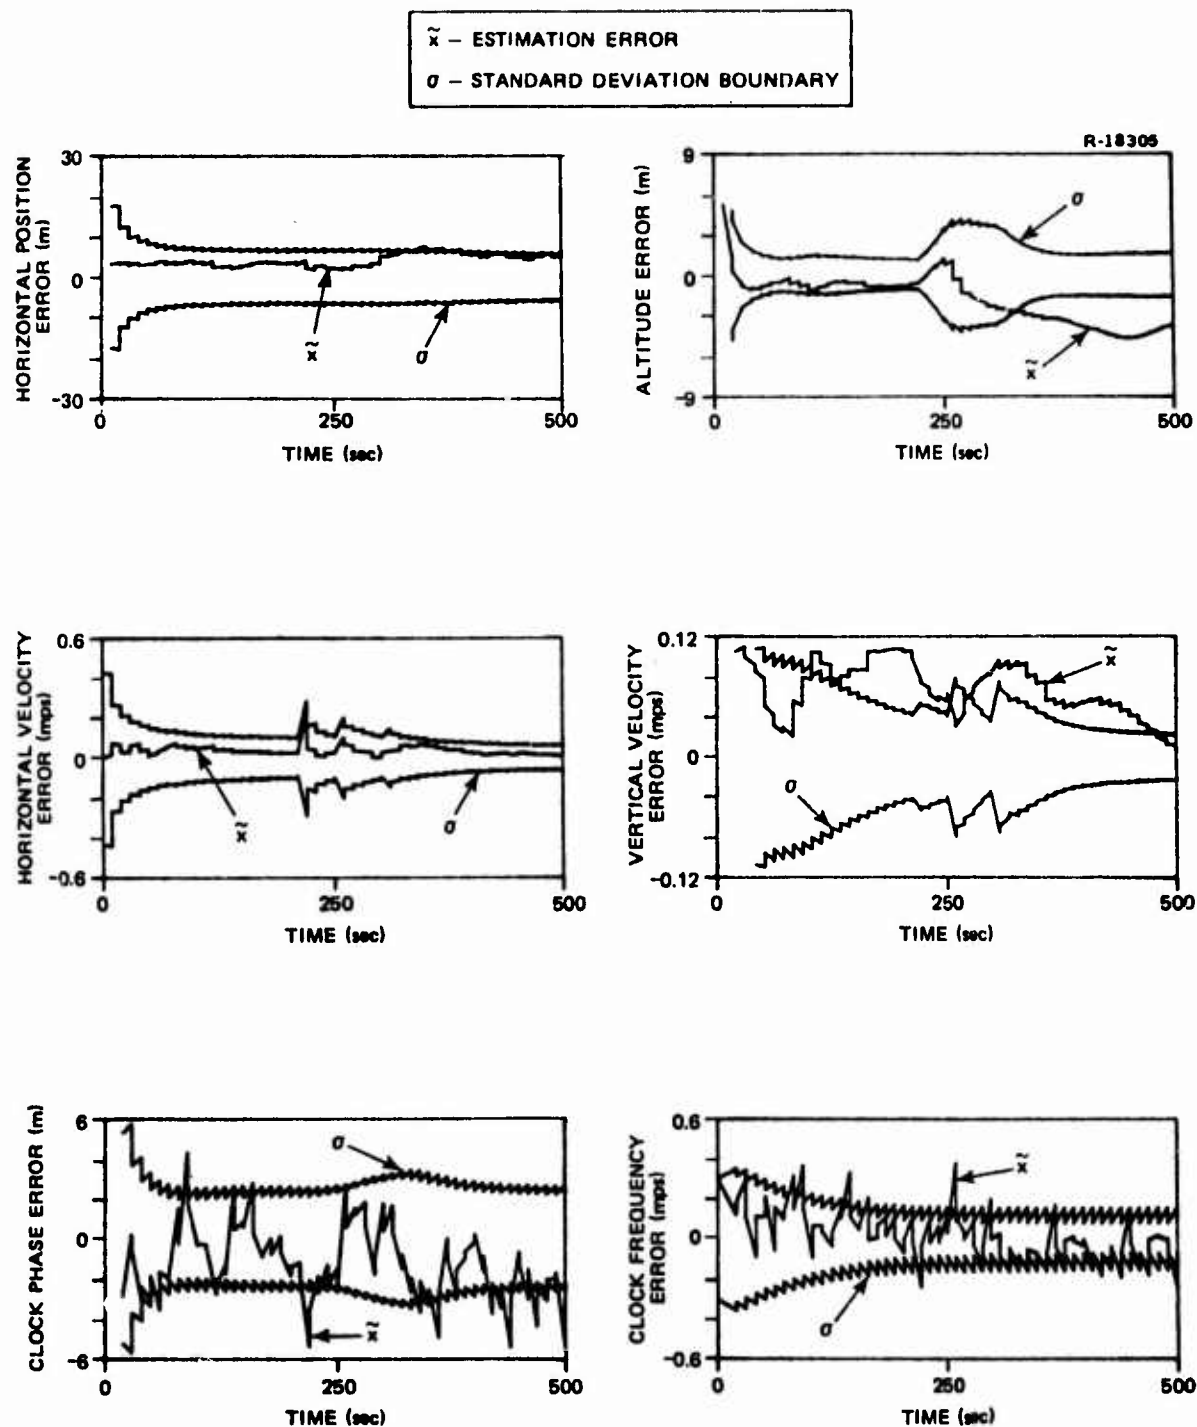 x̃ – ESTIMATION ERROR
σ – STANDARD DEVIATION BOUNDARY
R-18305
HORIZONTAL POSITION
ERROR (m)
30
0
-30
x̃
σ
0
250
500
TIME (sec)
ALTITUDE ERROR (m)
9
0
-9
σ
x̃
0
250
500
TIME (sec)
HORIZONTAL VELOCITY
ERROR (mps)
0.6
0
-0.6
x̃
σ
0
250
500
TIME (sec)
VERTICAL VELOCITY
ERROR (mps)
0.12
0
-0.12
x̃
σ
0
250
500
TIME (sec)
CLOCK PHASE ERROR (m)
6
0
-6
σ
x̃
0
250
500
TIME (sec)
CLOCK FREQUENCY
ERROR (mps)
0.6
0
-0.6
x̃
σ
0
250
500
TIME (sec)